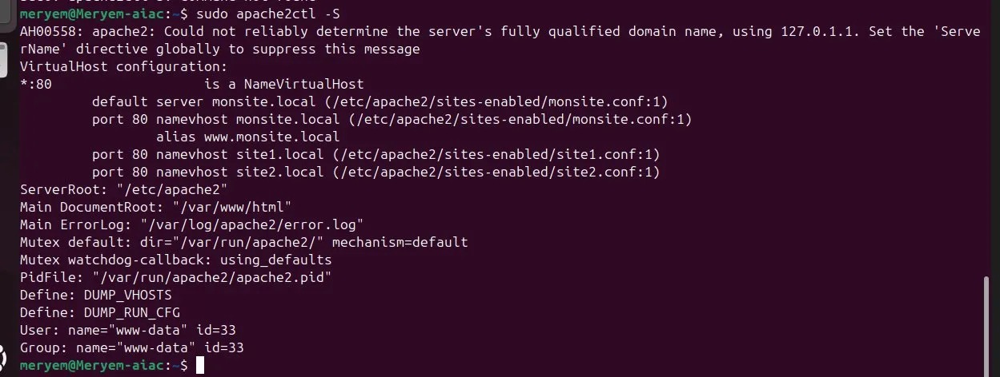 meryem@Meryem-aiac:~$ sudo apache2ctl -S
AH00558: apache2: Could not reliably determine the server's fully qualified domain name, using 127.0.1.1. Set the 'Serve
rName' directive globally to suppress this message
VirtualHost configuration:
*:80                   is a NameVirtualHost
         default server monsite.local (/etc/apache2/sites-enabled/monsite.conf:1)
         port 80 namevhost monsite.local (/etc/apache2/sites-enabled/monsite.conf:1)
                 alias www.monsite.local
         port 80 namevhost site1.local (/etc/apache2/sites-enabled/site1.conf:1)
         port 80 namevhost site2.local (/etc/apache2/sites-enabled/site2.conf:1)
ServerRoot: "/etc/apache2"
Main DocumentRoot: "/var/www/html"
Main ErrorLog: "/var/log/apache2/error.log"
Mutex default: dir="/var/run/apache2/" mechanism=default
Mutex watchdog-callback: using_defaults
PidFile: "/var/run/apache2/apache2.pid"
Define: DUMP_VHOSTS
Define: DUMP_RUN_CFG
User: name="www-data" id=33
Group: name="www-data" id=33
meryem@Meryem-aiac:~$